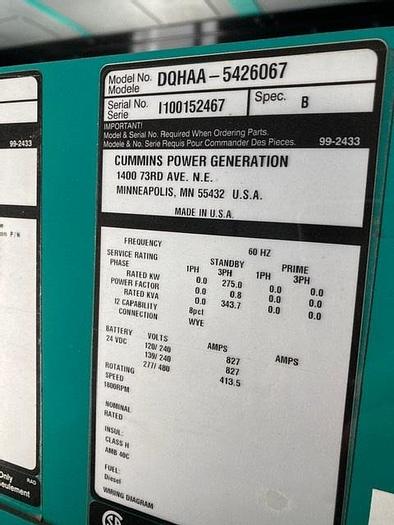 Model No. DQHAA-5426067
Modele
Serial No. I100152467 Spec. B
Serie
IMPORTANT!
Model & Serial No. Required When Ordering Parts.
Modele & No. Serie Requis Pour Commander Des Pieces. 99-2433
CUMMINS POWER GENERATION
1400 73RD AVE. N.E.
MINNEAPOLIS, MN 55432 U.S.A.
MADE IN U.S.A.
FREQUENCY 60 HZ
SERVICE RATING STANDBY PRIME
PHASE 1PH 3PH 1PH 3PH
RATED KW 0.0 275.0 0.0 0.0
POWER FACTOR 0.0 0.8 0.0 0.0
RATED KVA 0.0 343.7 0.0 0.0
I2 CAPABILITY 8pct
CONNECTION WYE
BATTERY VOLTS AMPS AMPS
24 VDC 120/240 827
139/240 827
ROTATING 277/480 413.5
SPEED
1800RPM
NOMINAL
RATED
INSUL:
CLASS H
AMB 40C
FUEL:
Diesel
WIRING DIAGRAM
99-2433
on P/N
Only
RAD
eulement